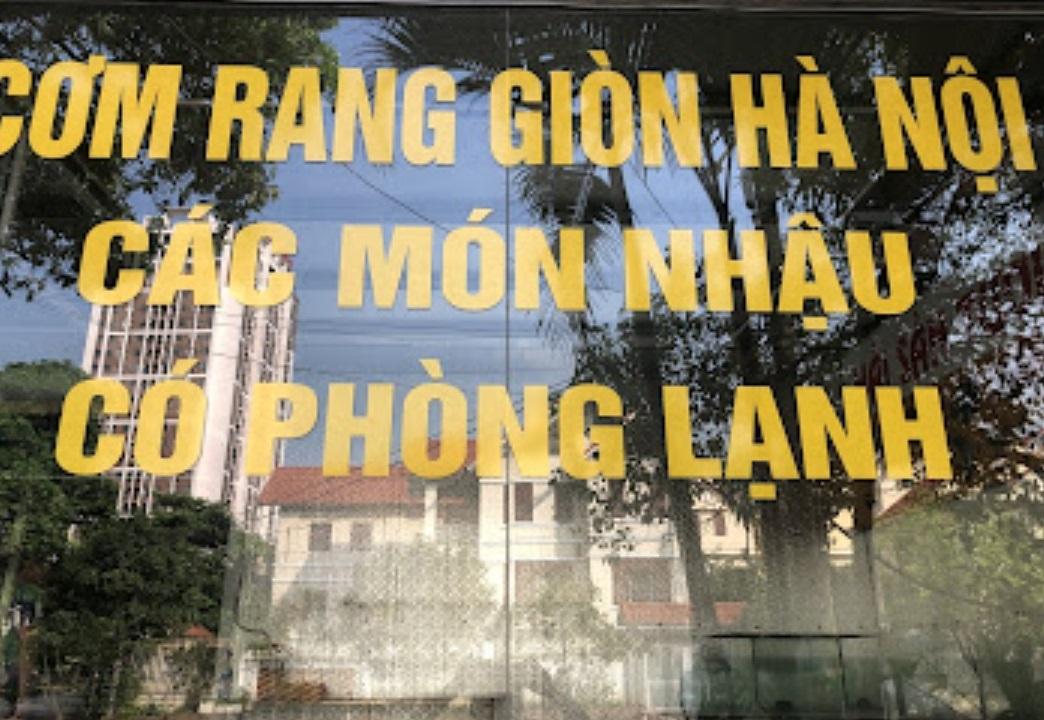 CƠM RANG GIÒN HÀ NỘI
CÁC MÓN NHẬU
CÓ PHÒNG LẠNH